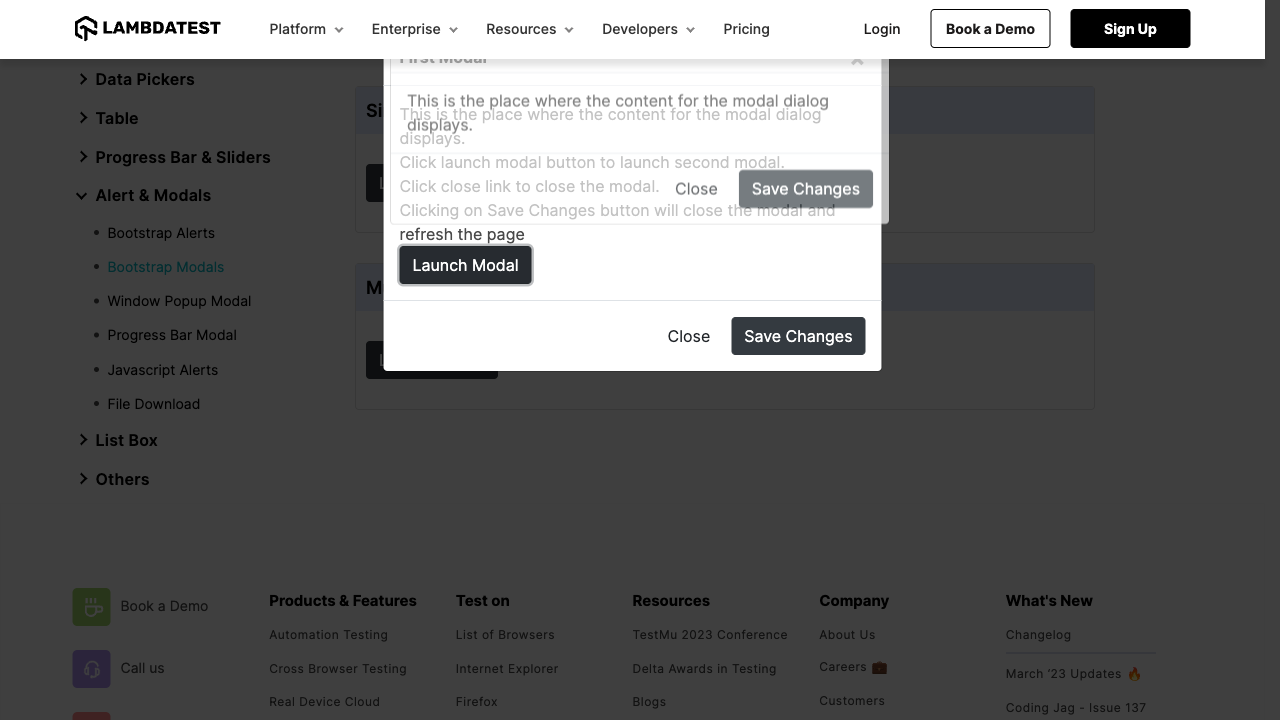 LAMBDATEST
Platform
Enterprise
Resources
Developers
Pricing
Login
Book a Demo
Sign Up
First Modal
×
Data Pickers
Table
Progress Bar & Sliders
Alert & Modals
Bootstrap Alerts
Bootstrap Modals
Window Popup Modal
Progress Bar Modal
Javascript Alerts
File Download
List Box
Others
This is the place where the content for the modal dialog
displays.
Close
Save Changes
This is the place where the content for the modal dialog
displays.
Click launch modal button to launch second modal.
Click close link to close the modal.
Clicking on Save Changes button will close the modal and
refresh the page
Launch Modal
Close
Save Changes
Book a Demo
Call us
Products & Features
Automation Testing
Cross Browser Testing
Real Device Cloud
Test on
List of Browsers
Internet Explorer
Firefox
Resources
TestMu 2023 Conference
Delta Awards in Testing
Blogs
Company
About Us
Careers 💼
Customers
What's New
Changelog
March '23 Updates 🔥
Coding Jag - Issue 137